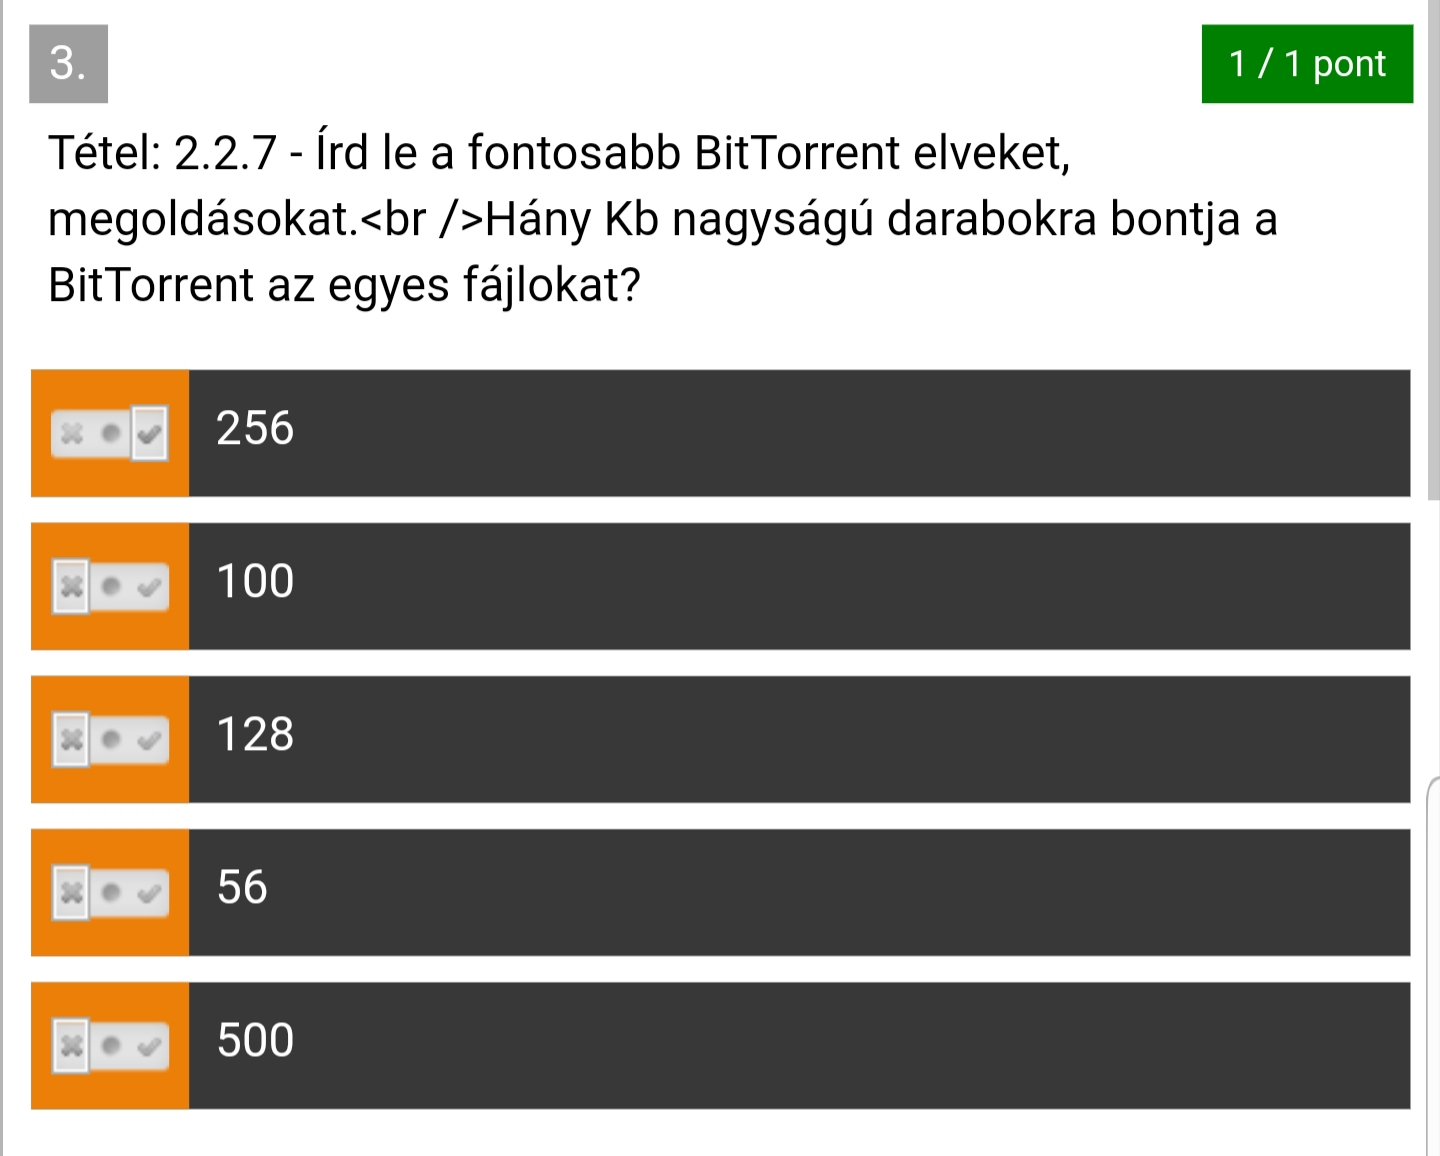 3.
1 / 1 pont
Tétel: 2.2.7 - Írd le a fontosabb BitTorrent elveket,
megoldásokat.<br />Hány Kb nagyságú darabokra bontja a
BitTorrent az egyes fájlokat?
256
100
128
56
500